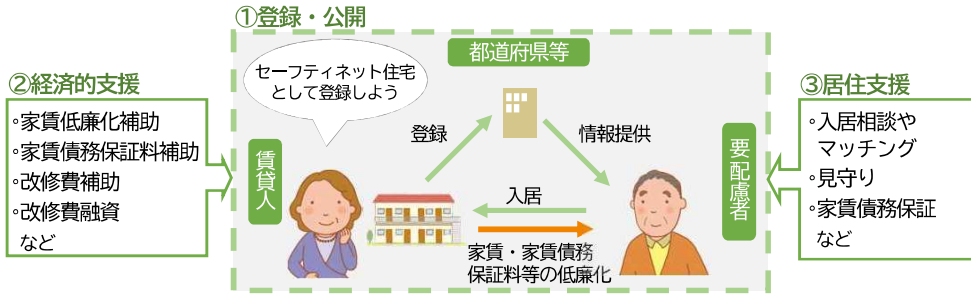 ①登録・公開
都道府県等
セーフティネット住宅
として登録しよう
②経済的支援
◦家賃低廉化補助
◦家賃債務保証料補助
◦改修費補助
◦改修費融資
など
賃貸人
登録
情報提供
入居
家賃・家賃債務
保証料等の低廉化
要配慮者
③居住支援
◦入居相談や
マッチング
◦見守り
◦家賃債務保証
など